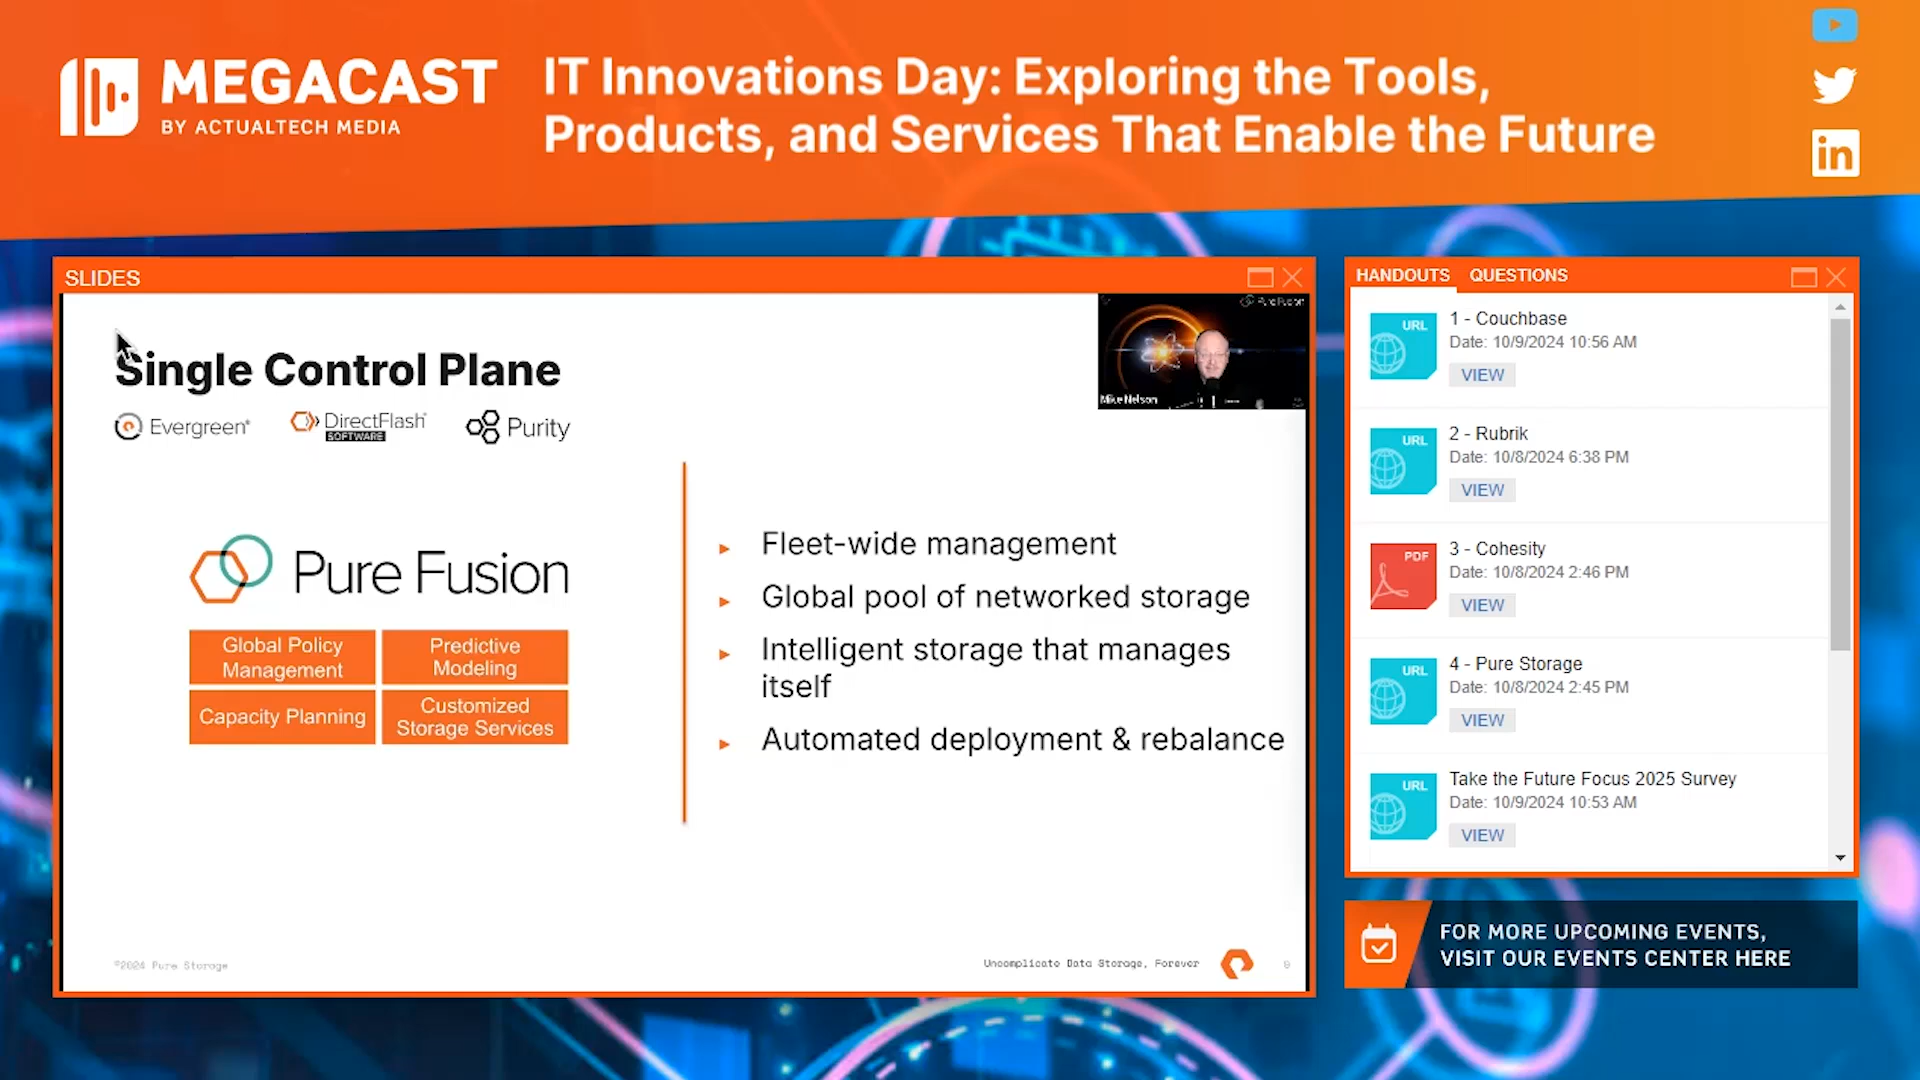 MEGACAST
BY ACTUALTECH MEDIA
IT Innovations Day: Exploring the Tools,
Products, and Services That Enable the Future
in
SLIDES
Single Control Plane
Evergreen®
DirectFlash
SOFTWARE
Purity
Pure Fusion
Mike Nelson
Pure Fusion
Global Policy
Management
Predictive
Modeling
Capacity Planning
Customized
Storage Services
Fleet-wide management
Global pool of networked storage
Intelligent storage that manages
itself
Automated deployment & rebalance
©2024 Pure Storage
Uncomplicate Data Storage, Forever
9
HANDOUTS QUESTIONS
URL
1 - Couchbase
Date: 10/9/2024 10:56 AM
VIEW
URL
2 - Rubrik
Date: 10/8/2024 6:38 PM
VIEW
PDF
3 - Cohesity
Date: 10/8/2024 2:46 PM
VIEW
URL
4 - Pure Storage
Date: 10/8/2024 2:45 PM
VIEW
URL
Take the Future Focus 2025 Survey
Date: 10/9/2024 10:53 AM
VIEW
FOR MORE UPCOMING EVENTS,
VISIT OUR EVENTS CENTER HERE